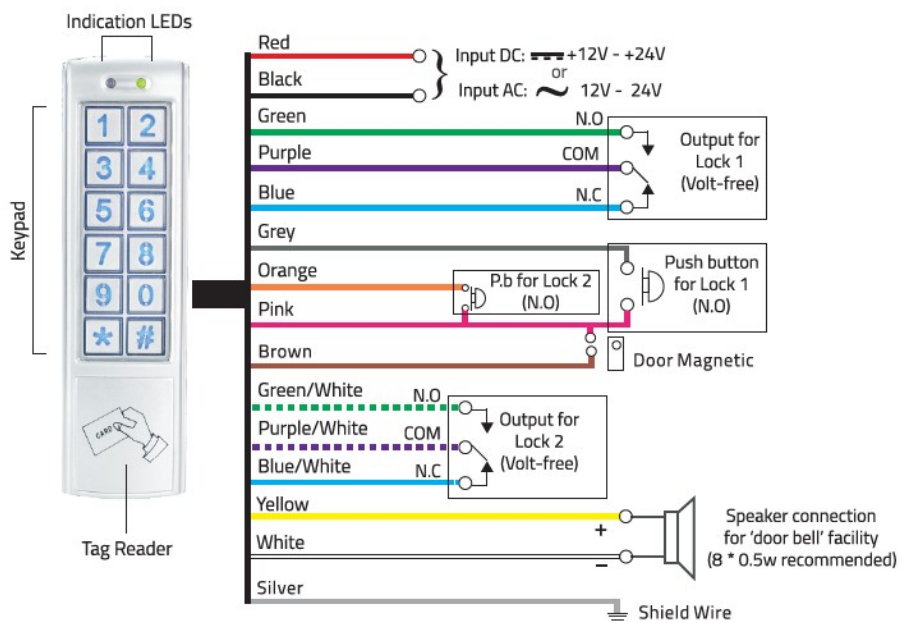 Indication LEDs
Keypad
1 2
3 4
5 6
7 8
9 0
* #
CARD
Tag Reader
Red
Black
Input DC: +12V - +24V
or
Input AC: 12V - 24V
Green
N.O
Purple
COM
Blue
N.C
Output for
Lock 1
(Volt-free)
Grey
Orange
Pink
P.b for Lock 2
(N.O)
Push button
for Lock 1
(N.O)
Brown
Door Magnetic
Green/White
N.O
Purple/White
COM
Blue/White
N.C
Output for
Lock 2
(Volt-free)
Yellow
+
White
–
Speaker connection
for 'door bell' facility
(8 * 0.5w recommended)
Silver
Shield Wire